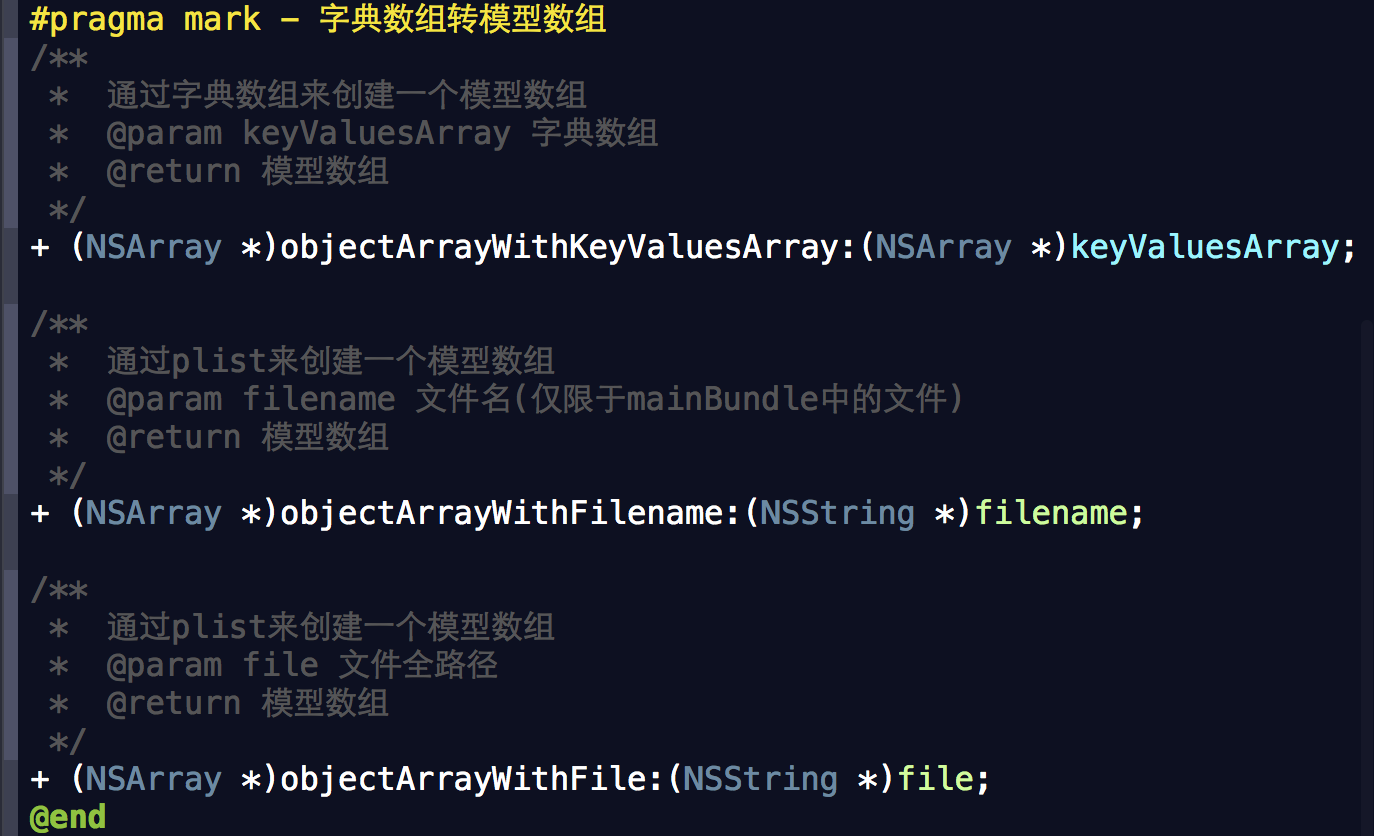 #pragma mark - 字典数组转模型数组
/**
 *  通过字典数组来创建一个模型数组
 *  @param keyValuesArray 字典数组
 *  @return 模型数组
 */
+ (NSArray *)objectArrayWithKeyValuesArray:(NSArray *)keyValuesArray;
/**
 *  通过plist来创建一个模型数组
 *  @param filename 文件名(仅限于mainBundle中的文件)
 *  @return 模型数组
 */
+ (NSArray *)objectArrayWithFilename:(NSString *)filename;
/**
 *  通过plist来创建一个模型数组
 *  @param file 文件全路径
 *  @return 模型数组
 */
+ (NSArray *)objectArrayWithFile:(NSString *)file;
@end